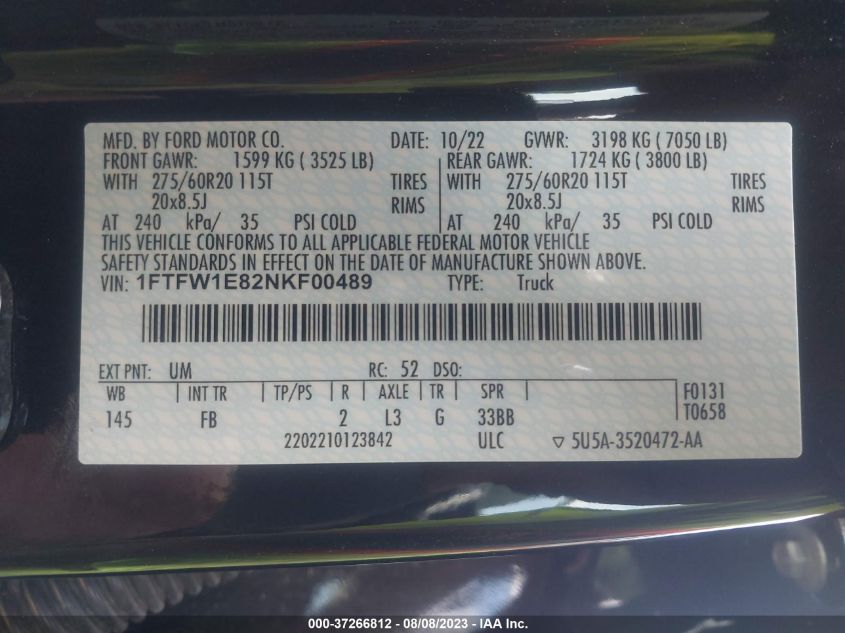 MFD. BY FORD MOTOR CO. DATE: 10/22 GVWR: 3198 KG ( 7050 LB)
FRONT GAWR: 1599 KG ( 3525 LB) REAR GAWR: 1724 KG ( 3800 LB)
WITH 275/60R20 115T TIRES WITH 275/60R20 115T TIRES
20x8.5J RIMS 20x8.5J RIMS
AT 240 kPa/ 35 PSI COLD AT 240 kPa/ 35 PSI COLD
THIS VEHICLE CONFORMS TO ALL APPLICABLE FEDERAL MOTOR VEHICLE
SAFETY STANDARDS IN EFFECT ON THE DATE OF MANUFACTURE SHOWN ABOVE.
VIN: 1FTFW1E82NKF00489 TYPE: Truck
EXT PNT: UM RC: 52 DSO:
WB INT TR TP/PS R AXLE TR SPR F0131
145 FB 2 L3 G 33BB T0658
2202210123842 ULC ▽ 5U5A-3520472-AA
000-37266812 - 08/08/2023 - IAA Inc.